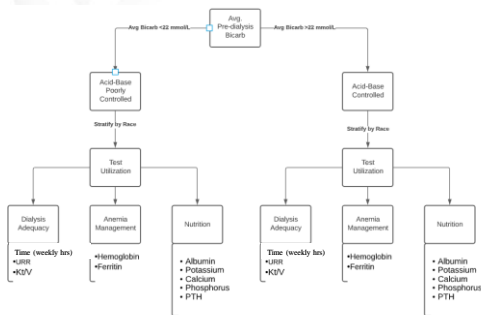 Avg.
Pre-dialysis
Bicarb
Avg Bicarb <22 mmol/L
Avg Bicarb >22 mmol/L
Acid-Base
Poorly
Controlled
Acid-Base
Controlled
Stratify by Race
Stratify by Race
Test
Utilization
Test
Utilization
Dialysis
Adequacy
Anemia
Management
Nutrition
Dialysis
Adequacy
Anemia
Management
Nutrition
Time (weekly hrs)
•URR
•Kt/V
•Hemoglobin
•Ferritin
• Albumin
• Potassium
• Calcium
• Phosphorus
• PTH
Time (weekly hrs)
•URR
•Kt/V
•Hemoglobin
•Ferritin
• Albumin
• Potassium
• Calcium
• Phosphorus
• PTH